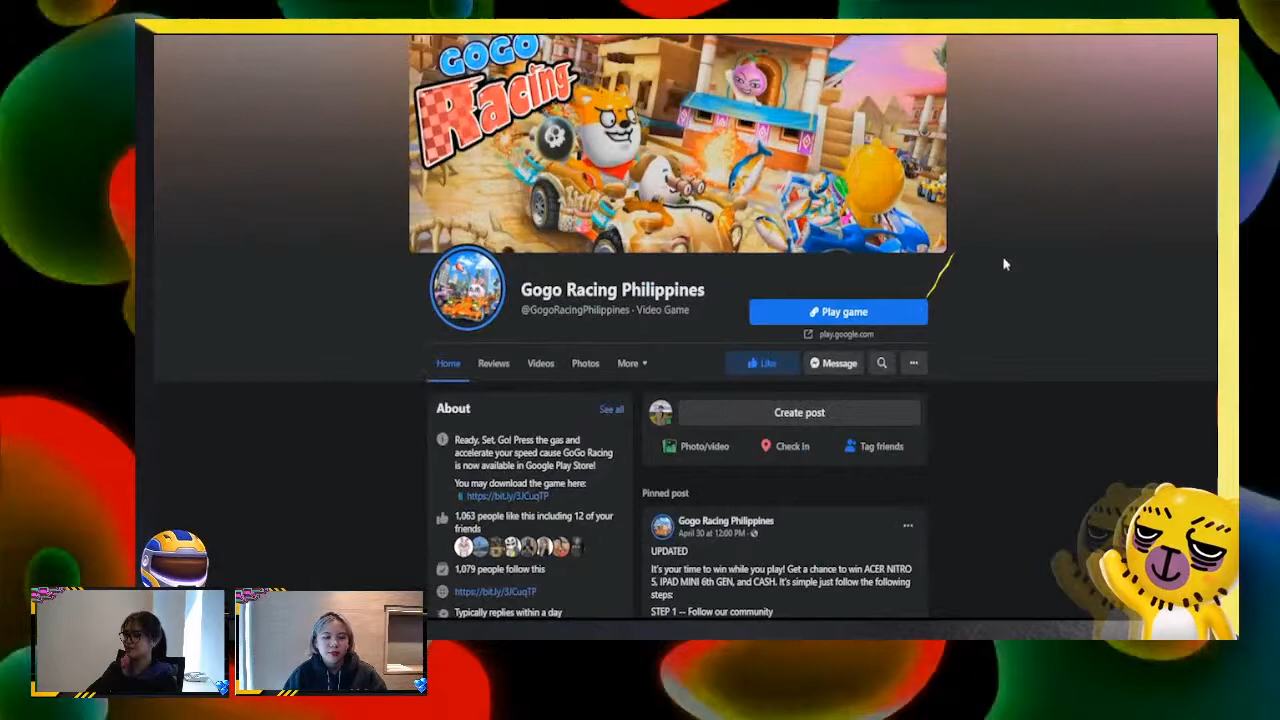 GOGO
Racing
Gogo Racing Philippines
@GogoRacingPhilippines · Video Game
Play game
play.google.com
Home
Reviews
Videos
Photos
More
Like
Message
About
See all
Create post
Ready, Set, Go! Press the gas and
accelerate your speed cause GoGo Racing
is now available in Google Play Store!
You may download the game here:
https://bit.ly/3JCuqTP
Photo/video
Check In
Tag friends
1,063 people like this including 12 of your
friends
1,079 people follow this
https://bit.ly/3JCuqTP
Typically replies within a day
Pinned post
Gogo Racing Philippines
April 30 at 12:00 PM ·
UPDATED
It's your time to win while you play! Get a chance to win ACER NITRO
5, IPAD MINI 6th GEN, and CASH. It's simple just follow the following
steps:
STEP 1 -- Follow our community